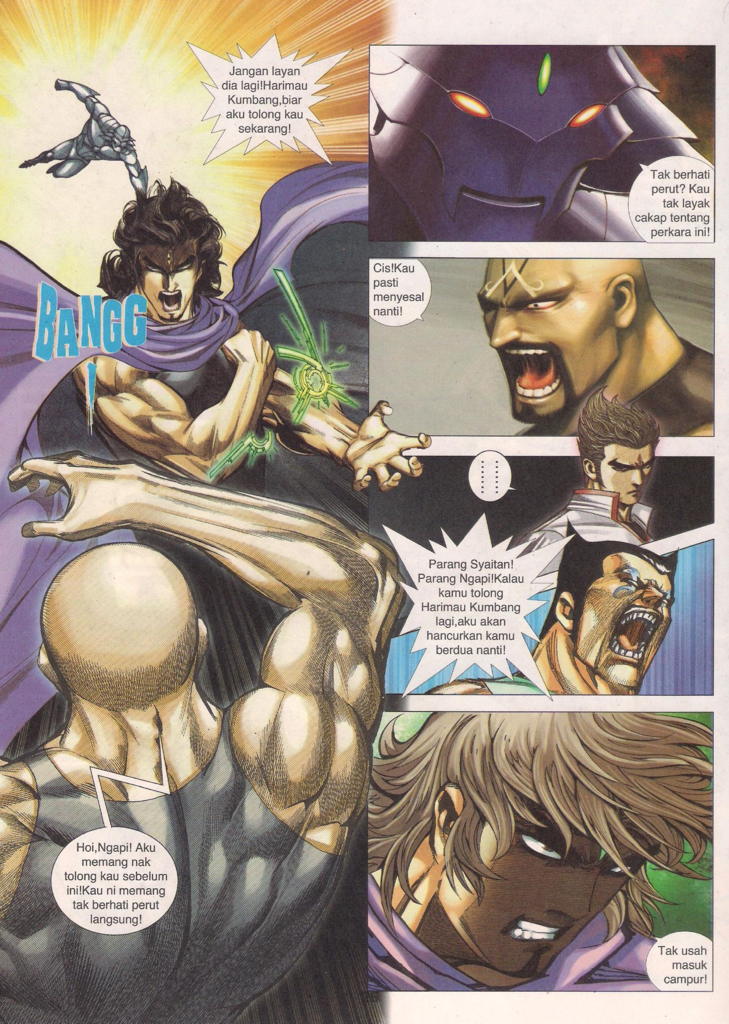 Jangan layan
dia lagi!Harimau
Kumbang,biar
aku tolong kau
sekarang!
BANGG
!
Hoi,Ngapi! Aku
memang nak
tolong kau sebelum
ini!Kau ni memang
tak berhati perut
langsung!
Tak berhati
perut? Kau
tak layak
cakap tentang
perkara ini!
Cis!Kau
pasti
menyesal
nanti!
Parang Syaitan!
Parang Ngapi!Kalau
kamu tolong
Harimau Kumbang
lagi,aku akan
hancurkan kamu
berdua nanti!
Tak usah
masuk
campur!